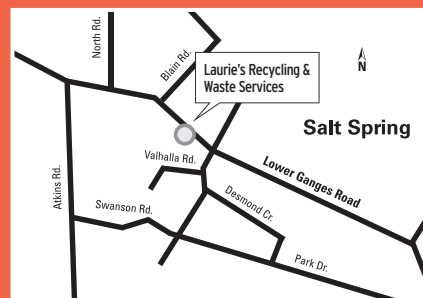 North Rd.
Blain Rd.
N
Laurie's Recycling &
Waste Services
Salt Spring
Valhalla Rd.
Lower Ganges Road
Atkins Rd.
Swanson Rd.
Desmond Cr.
Park Dr.